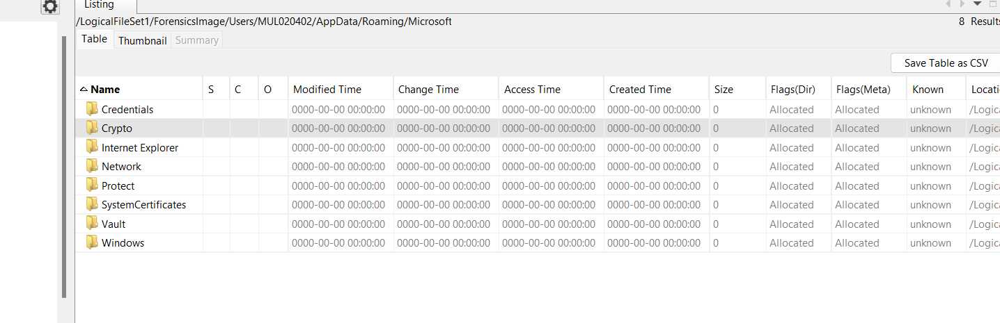 Listing
/LogicalFileSet1/ForensicsImage/Users/MUL020402/AppData/Roaming/Microsoft 8 Results
Table Thumbnail Summary
Save Table as CSV
Name S C O Modified Time Change Time Access Time Created Time Size Flags(Dir) Flags(Meta) Known Locati
Credentials 0000-00-00 00:00:00 0000-00-00 00:00:00 0000-00-00 00:00:00 0000-00-00 00:00:00 0 Allocated Allocated unknown /Logica
Crypto 0000-00-00 00:00:00 0000-00-00 00:00:00 0000-00-00 00:00:00 0000-00-00 00:00:00 0 Allocated Allocated unknown /Logica
Internet Explorer 0000-00-00 00:00:00 0000-00-00 00:00:00 0000-00-00 00:00:00 0000-00-00 00:00:00 0 Allocated Allocated unknown /Logica
Network 0000-00-00 00:00:00 0000-00-00 00:00:00 0000-00-00 00:00:00 0000-00-00 00:00:00 0 Allocated Allocated unknown /Logica
Protect 0000-00-00 00:00:00 0000-00-00 00:00:00 0000-00-00 00:00:00 0000-00-00 00:00:00 0 Allocated Allocated unknown /Logica
SystemCertificates 0000-00-00 00:00:00 0000-00-00 00:00:00 0000-00-00 00:00:00 0000-00-00 00:00:00 0 Allocated Allocated unknown /Logica
Vault 0000-00-00 00:00:00 0000-00-00 00:00:00 0000-00-00 00:00:00 0000-00-00 00:00:00 0 Allocated Allocated unknown /Logica
Windows 0000-00-00 00:00:00 0000-00-00 00:00:00 0000-00-00 00:00:00 0000-00-00 00:00:00 0 Allocated Allocated unknown /Logica